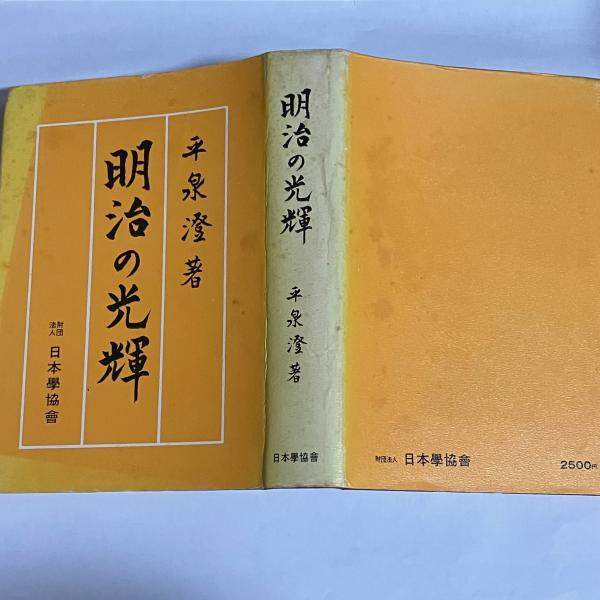 平泉澄著
明治の光輝
財団法人 日本學協會
明治の光輝
平泉澄著
日本學協會
財団法人 日本學協會
2500円